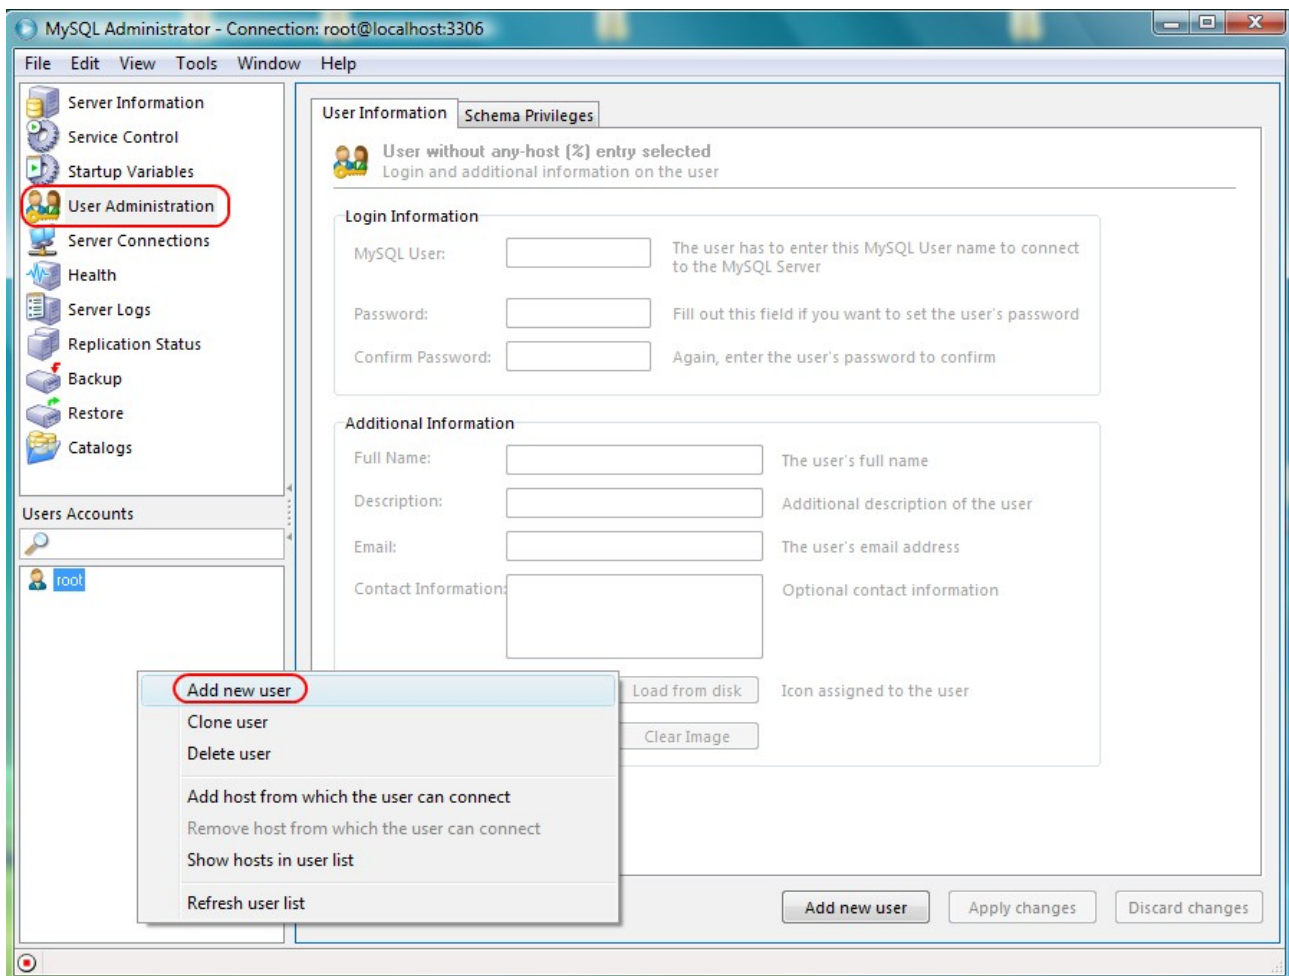 MySQL Administrator - Connection: root@localhost:3306
File Edit View Tools Window Help
Server Information
Service Control
Startup Variables
User Administration
Server Connections
Health
Server Logs
Replication Status
Backup
Restore
Catalogs
Users Accounts
root
User Information Schema Privileges
User without any-host (%) entry selected
Login and additional information on the user
Login Information
MySQL User: The user has to enter this MySQL User name to connect
to the MySQL Server
Password: Fill out this field if you want to set the user's password
Confirm Password: Again, enter the user's password to confirm
Additional Information
Full Name: The user's full name
Description: Additional description of the user
Email: The user's email address
Contact Information: Optional contact information
Load from disk Icon assigned to the user
Clear Image
Add new user
Clone user
Delete user
Add host from which the user can connect
Remove host from which the user can connect
Show hosts in user list
Refresh user list
Add new user Apply changes Discard changes